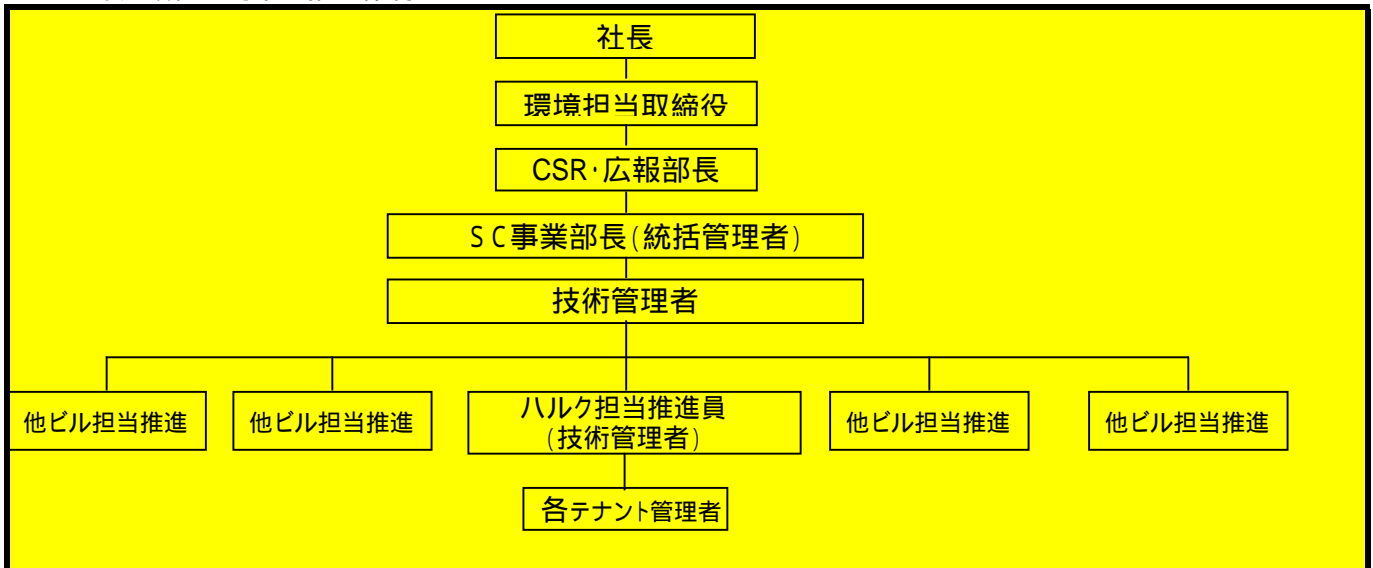 社長
環境担当取締役
CSR・広報部長
SC事業部長(統括管理者)
技術管理者
他ビル担当推進 他ビル担当推進 ハルク担当推進員 他ビル担当推進 他ビル担当推進
(技術管理者)
各テナント管理者